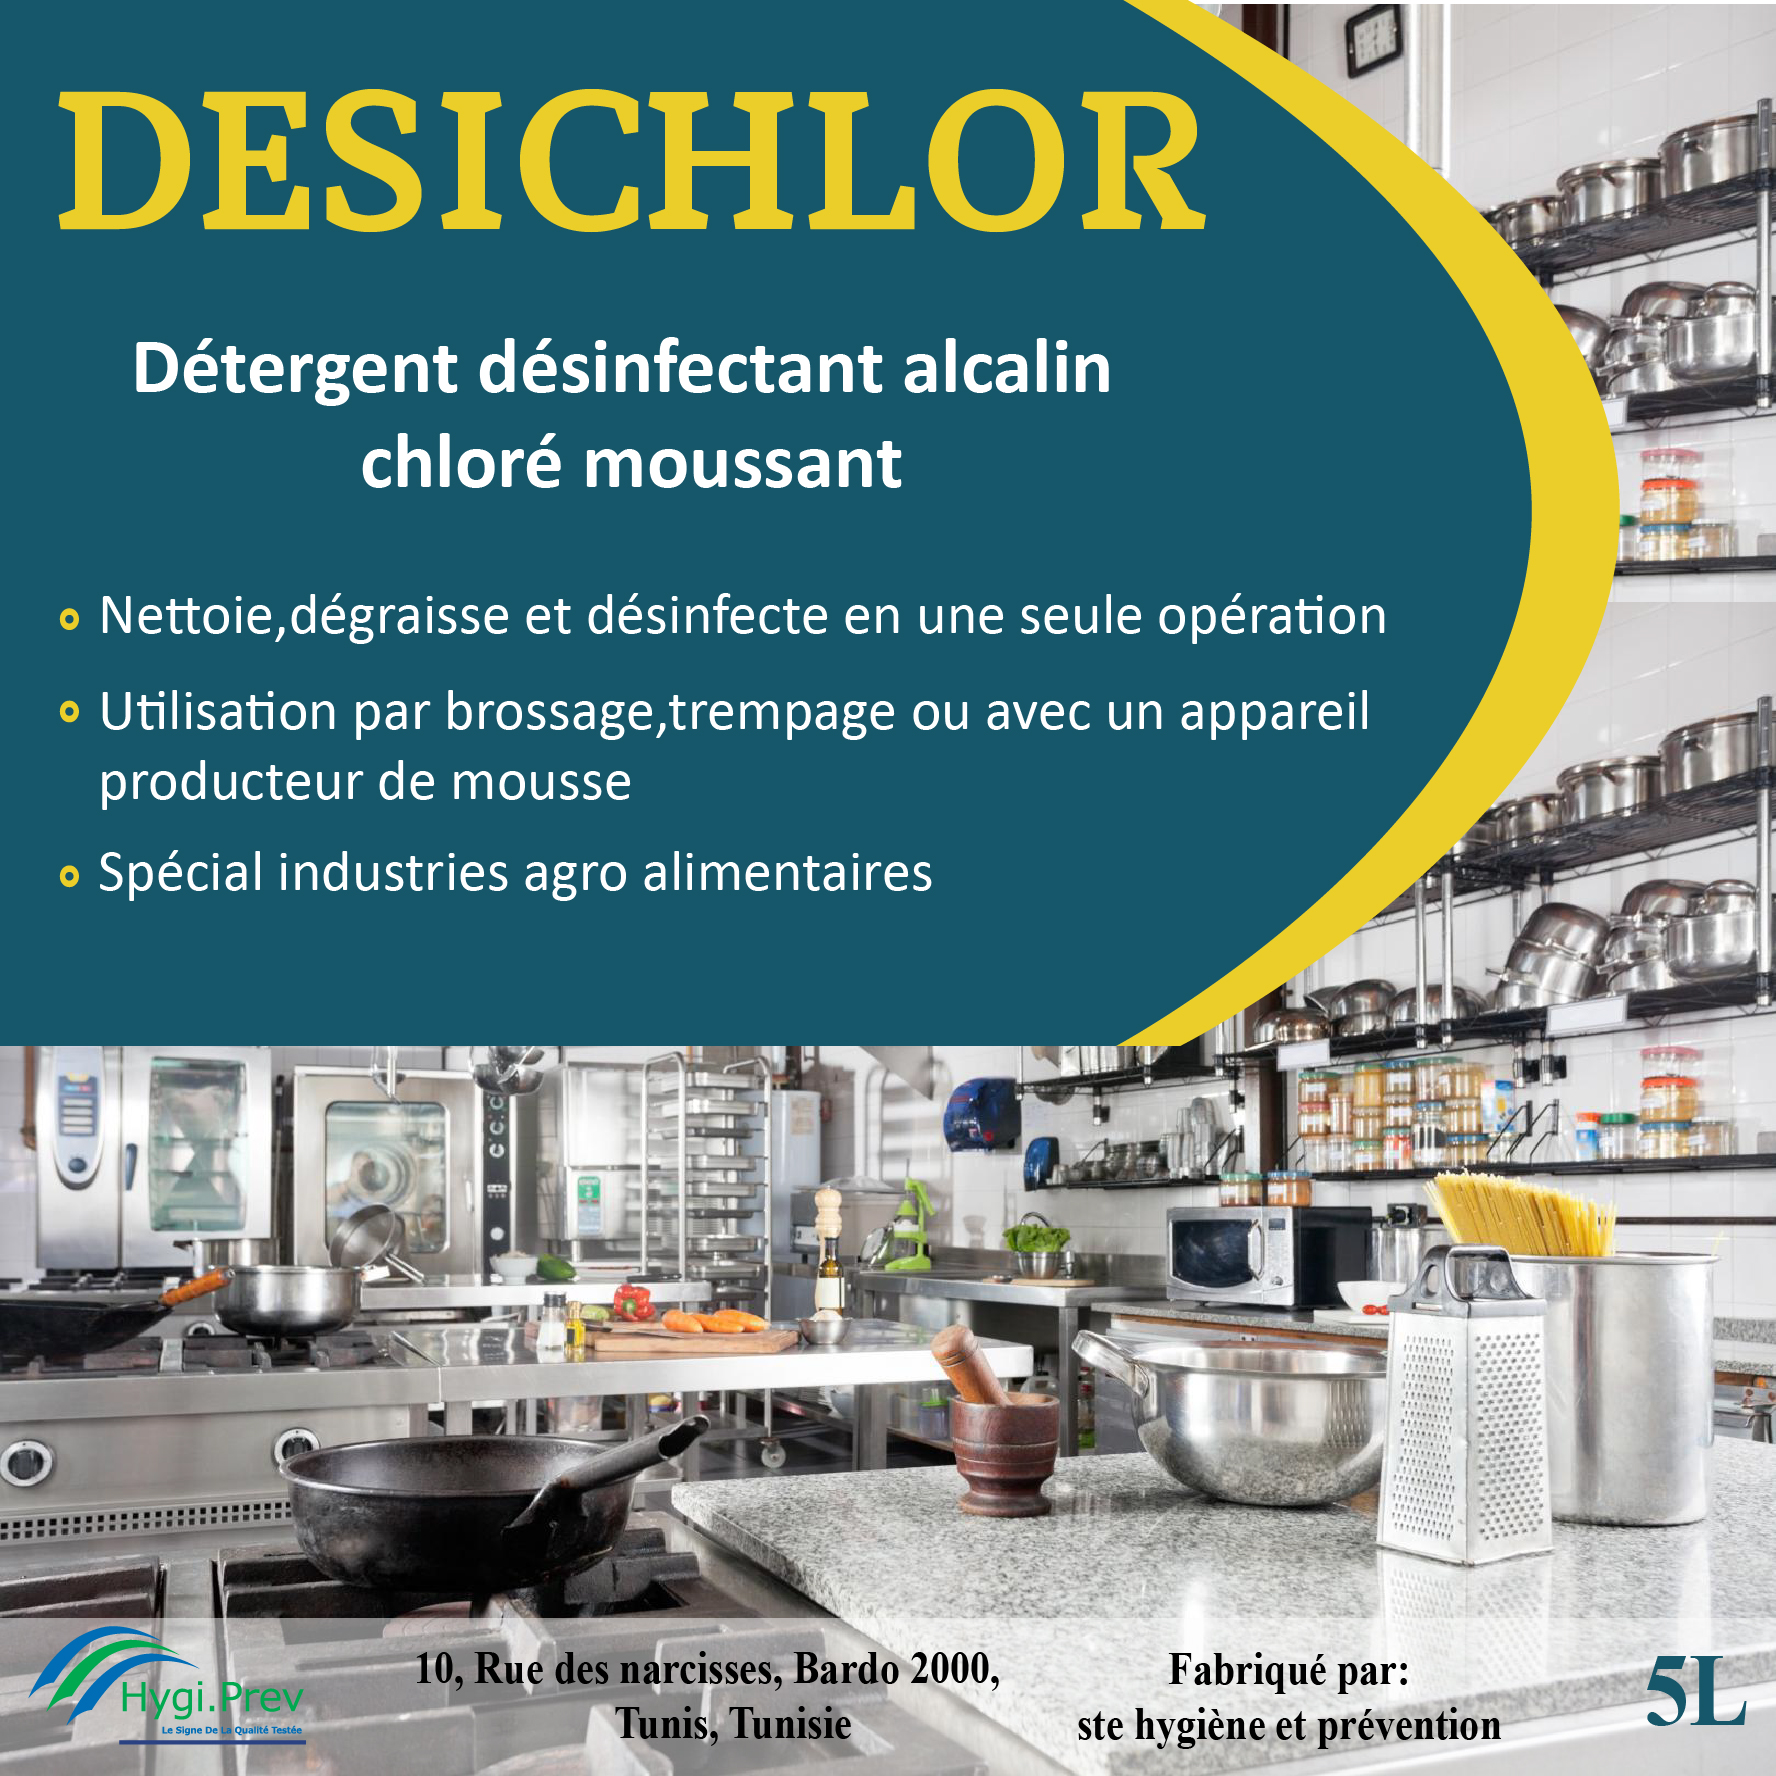 DESICHLOR
Détergent désinfectant alcalin
chloré moussant
Nettoie,dégraisse et désinfecte en une seule opération
Utilisation par brossage,trempage ou avec un appareil
producteur de mousse
Spécial industries agro alimentaires
Hygi.Prev
Le Signe De La Qualité Testée
10, Rue des narcisses, Bardo 2000,
Tunis, Tunisie
Fabriqué par:
ste hygiène et prévention
5L